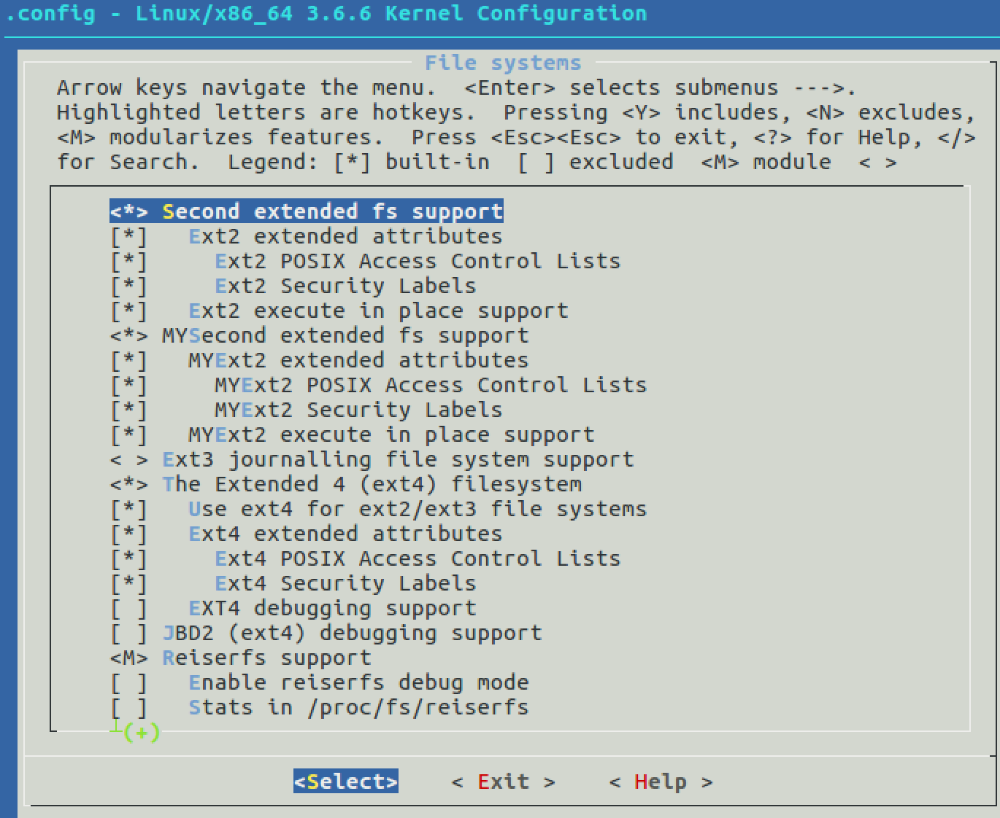 .config - Linux/x86_64 3.6.6 Kernel Configuration
File systems
Arrow keys navigate the menu.  <Enter> selects submenus --->.
Highlighted letters are hotkeys.  Pressing <Y> includes, <N> excludes,
<M> modularizes features.  Press <Esc><Esc> to exit, <?> for Help, </>
for Search.  Legend: [*] built-in  [ ] excluded  <M> module  < >
<*> Second extended fs support
[*]   Ext2 extended attributes
[*]     Ext2 POSIX Access Control Lists
[*]     Ext2 Security Labels
[*]   Ext2 execute in place support
<*> MYSecond extended fs support
[*]   MYExt2 extended attributes
[*]     MYExt2 POSIX Access Control Lists
[*]     MYExt2 Security Labels
[*]   MYExt2 execute in place support
< > Ext3 journalling file system support
<*> The Extended 4 (ext4) filesystem
[*]   Use ext4 for ext2/ext3 file systems
[*]   Ext4 extended attributes
[*]     Ext4 POSIX Access Control Lists
[*]     Ext4 Security Labels
[ ]   EXT4 debugging support
[ ] JBD2 (ext4) debugging support
<M> Reiserfs support
[ ]   Enable reiserfs debug mode
[ ]   Stats in /proc/fs/reiserfs
┴(+)
<Select>    < Exit >    < Help >